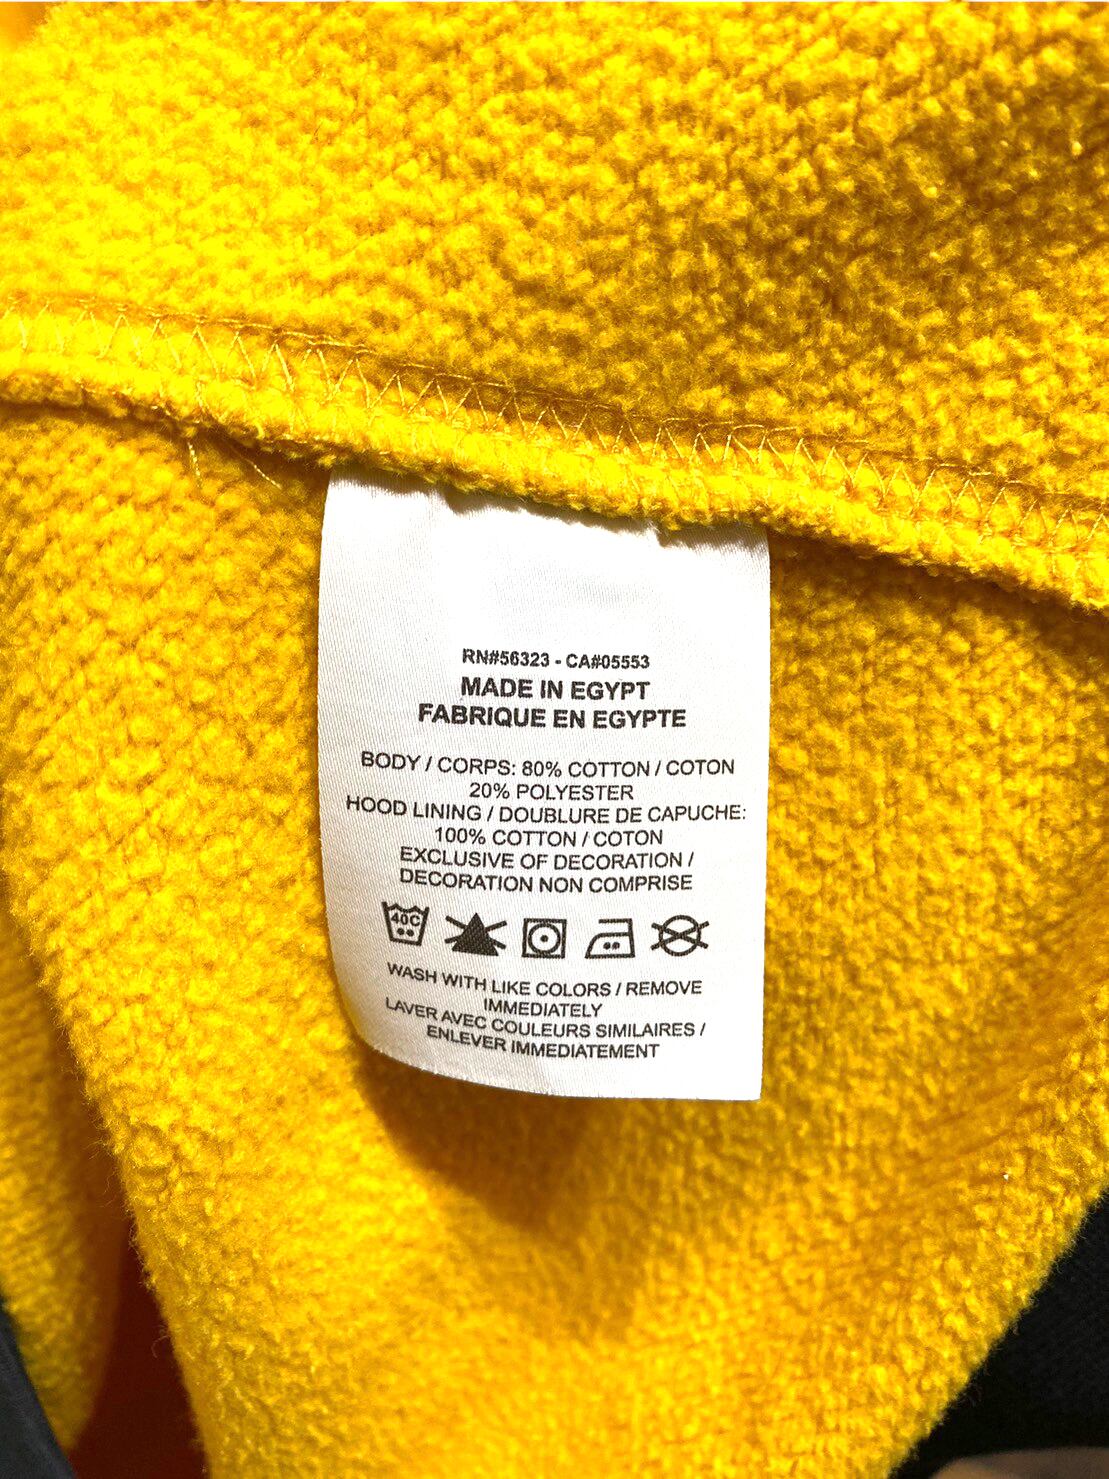 RN#56323 - CA#05553
MADE IN EGYPT
FABRIQUE EN EGYPTE
BODY / CORPS: 80% COTTON / COTON
20% POLYESTER
HOOD LINING / DOUBLURE DE CAPUCHE:
100% COTTON / COTON
EXCLUSIVE OF DECORATION /
DECORATION NON COMPRISE
40C
WASH WITH LIKE COLORS / REMOVE
IMMEDIATELY
LAVER AVEC COULEURS SIMILAIRES /
ENLEVER IMMEDIATEMENT